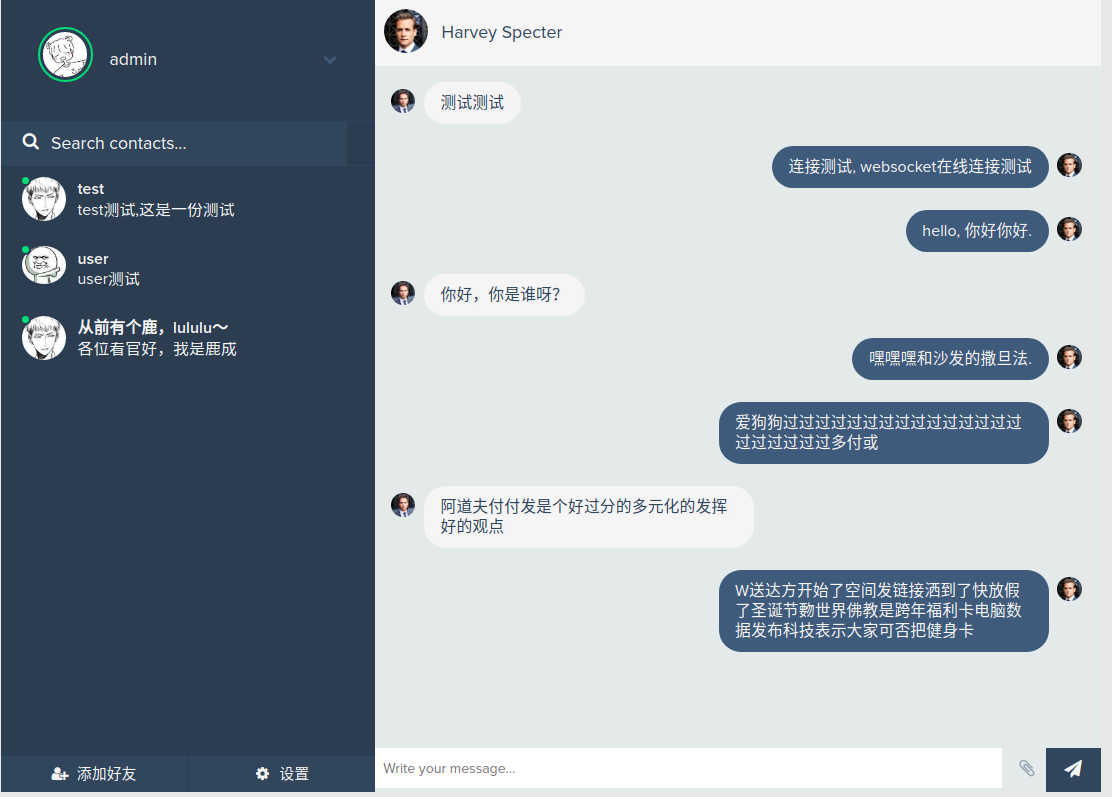 admin
Search contacts...
test
test测试,这是一份测试
user
user测试
从前有个鹿，lululu～
各位看官好，我是鹿成
添加好友
设置
Harvey Specter
测试测试
连接测试, websocket在线连接测试
hello, 你好你好.
你好，你是谁呀？
嘿嘿嘿和沙发的撒旦法.
爱狗狗过过过过过过过过过过过过过过过
过过过过过过多付或
阿道夫付付发是个好过分的多元化的发挥
好的观点
W送达方开始了空间发链接洒到了快放假
了圣诞节覅世界佛教是跨年福利卡电脑数
据发布科技表示大家可否把健身卡
Write your message...